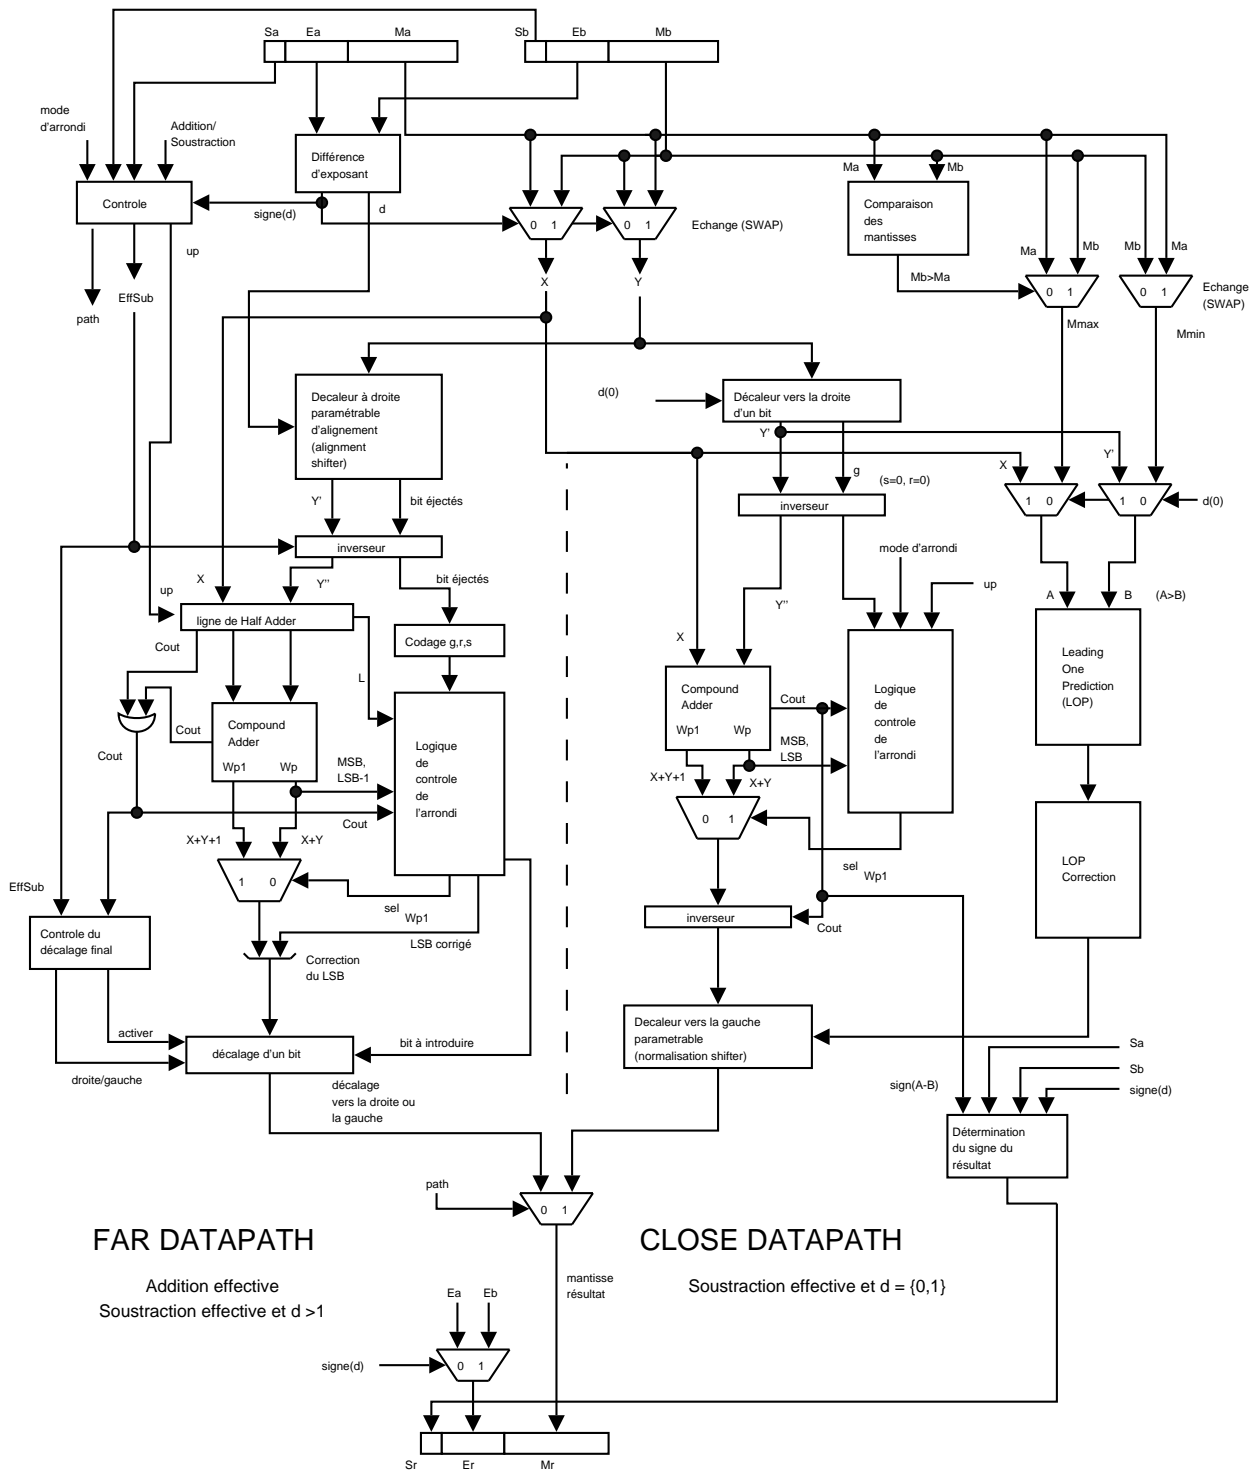 Sa
Ea
Ma
Sb
Eb
Mb
mode
d'arrondi
Addition/
Soustraction
Différence
d'exposant
Controle
signe(d)
d
up
EffSub
path
0 1
0 1
Echange (SWAP)
X
Y
Ma
Mb
Comparaison
des
mantisses
Mb>Ma
Ma
Mb
Mb
Ma
0 1
0 1
Echange
(SWAP)
Mmax
Mmin
Decaleur à droite
paramétrable
d'alignement
(alignment
shifter)
d(0)
Décaleur vers la droite
d'un bit
Y'
g
(s=0, r=0)
X
Y'
1 0
1 0
d(0)
Y'
bit éjectés
inverseur
inverseur
mode d'arrondi
up
X
Y''
bit éjectés
up
ligne de Half Adder
Cout
Codage g,r,s
L
Y''
X
A
B
(A>B)
Leading
One
Prediction
(LOP)
Compound
Adder
Wp1
Wp
Cout
Cout
MSB,
LSB-1
Cout
Logique
de
controle
de
l'arrondi
Compound
Adder
Wp1
Wp
Cout
MSB,
LSB
Logique
de
controle
de
l'arrondi
X+Y+1
X+Y
0 1
X+Y+1
X+Y
1 0
sel
Wp1
LSB corrigé
EffSub
Controle du
décalage final
Correction
du LSB
sel
Wp1
inverseur
Cout
LOP
Correction
activer
droite/gauche
décalage d'un bit
bit à introduire
décalage
vers la droite ou
la gauche
Decaleur vers la gauche
parametrable
(normalisation shifter)
sign(A-B)
Sa
Sb
signe(d)
Détermination
du signe du
résultat
path
0 1
FAR DATAPATH
Addition effective
Soustraction effective et d >1
CLOSE DATAPATH
Soustraction effective et d = {0,1}
mantisse
résultat
Ea
Eb
signe(d)
0 1
Sr
Er
Mr